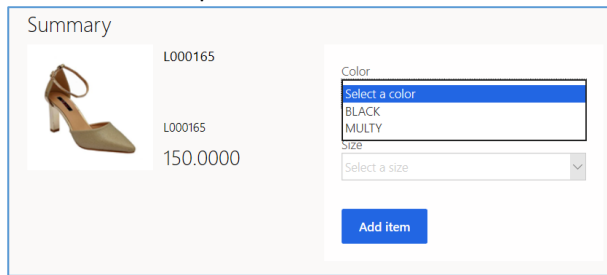 Summary
L000165
L000165
150.0000
Color
Select a color
BLACK
MULTY
Size
Select a size
Add item